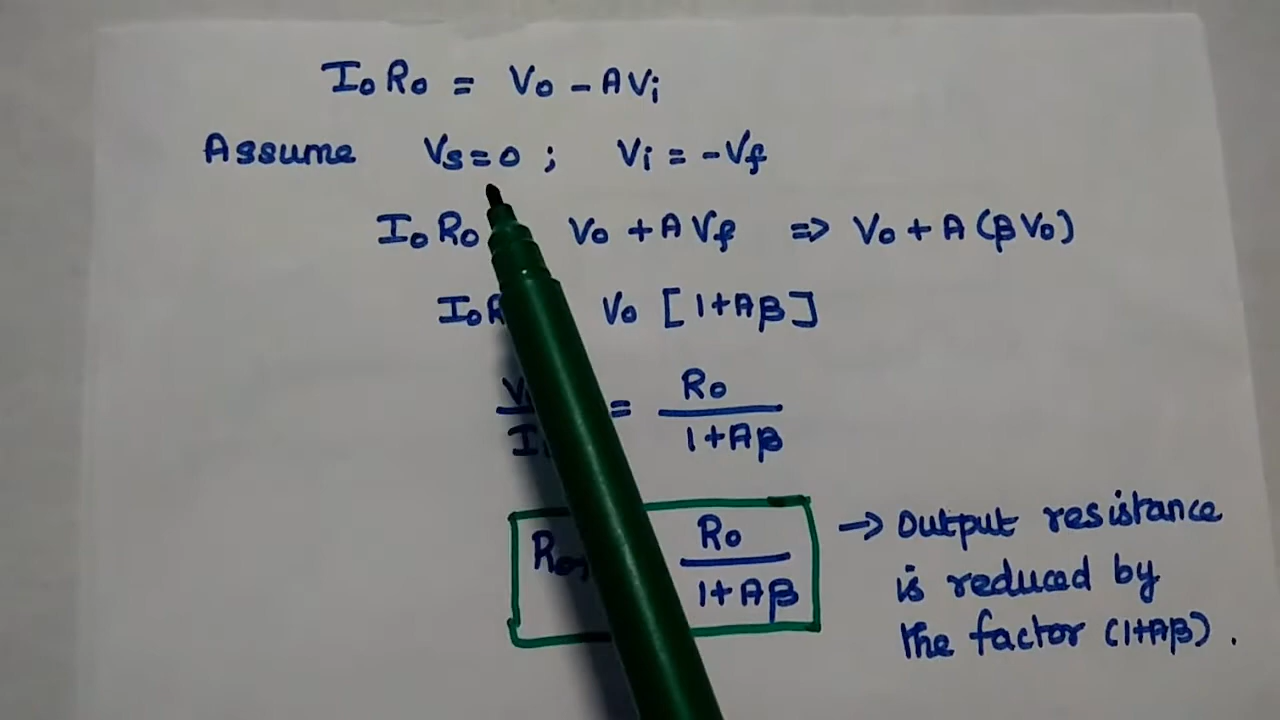 I₀R₀ = V₀ - AVᵢ
Assume Vs=0 ; Vᵢ = -Vf
I₀R₀ V₀ + AVf => V₀ + A(βV₀)
I₀ V₀ [1+Aβ]
= R₀ / 1+Aβ
R₀ / 1+Aβ → Output resistance
is reduced by
the factor (1+Aβ).